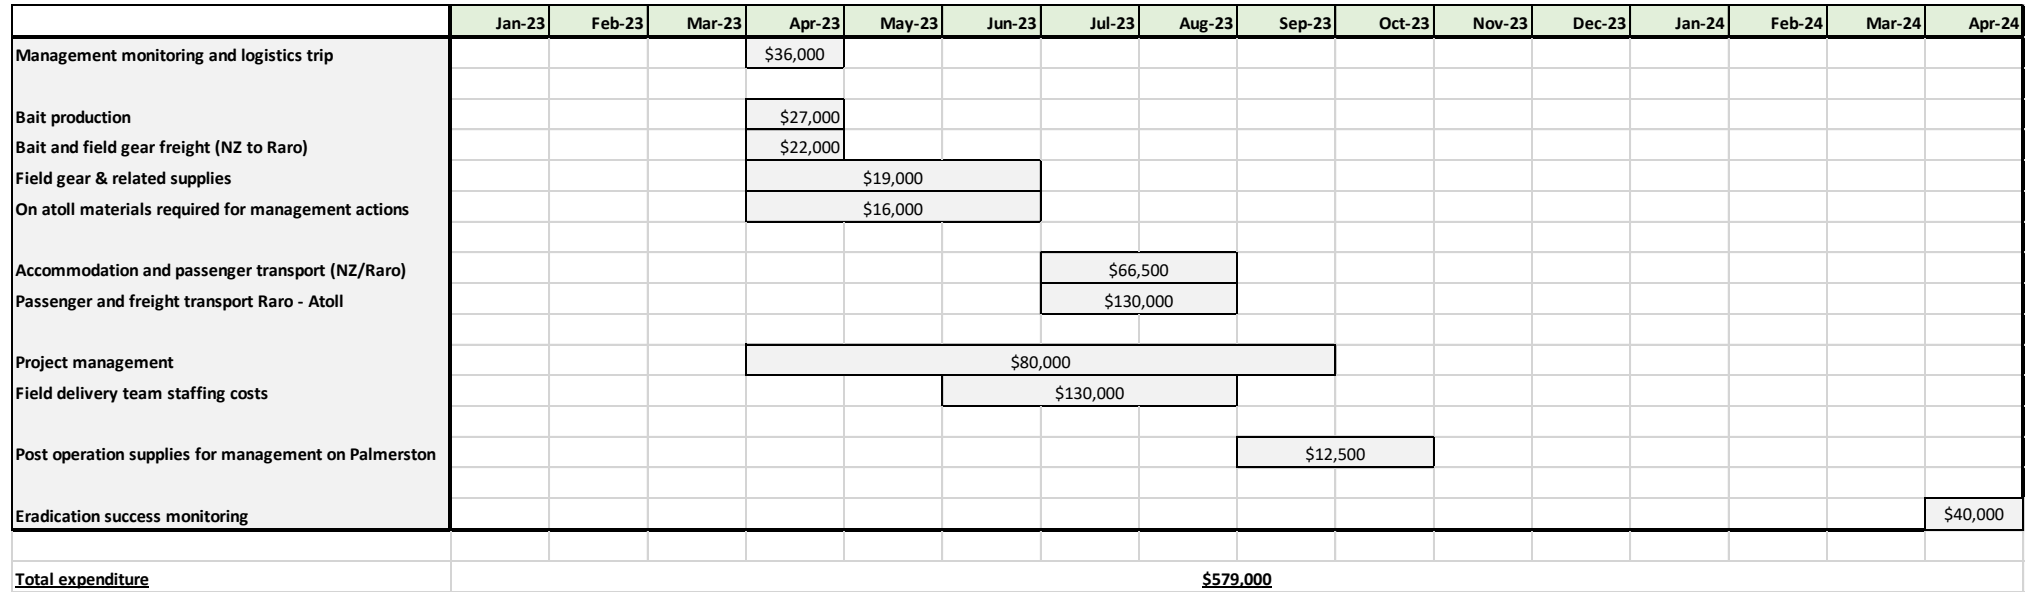 Jan-23 Feb-23 Mar-23 Apr-23 May-23 Jun-23 Jul-23 Aug-23 Sep-23 Oct-23 Nov-23 Dec-23 Jan-24 Feb-24 Mar-24 Apr-24
Management monitoring and logistics trip $36,000
Bait production $27,000
Bait and field gear freight (NZ to Raro) $22,000
Field gear & related supplies $19,000
On atoll materials required for management actions $16,000
Accommodation and passenger transport (NZ/Raro) $66,500
Passenger and freight transport Raro - Atoll $130,000
Project management $80,000
Field delivery team staffing costs $130,000
Post operation supplies for management on Palmerston $12,500
Eradication success monitoring $40,000
Total expenditure $579,000